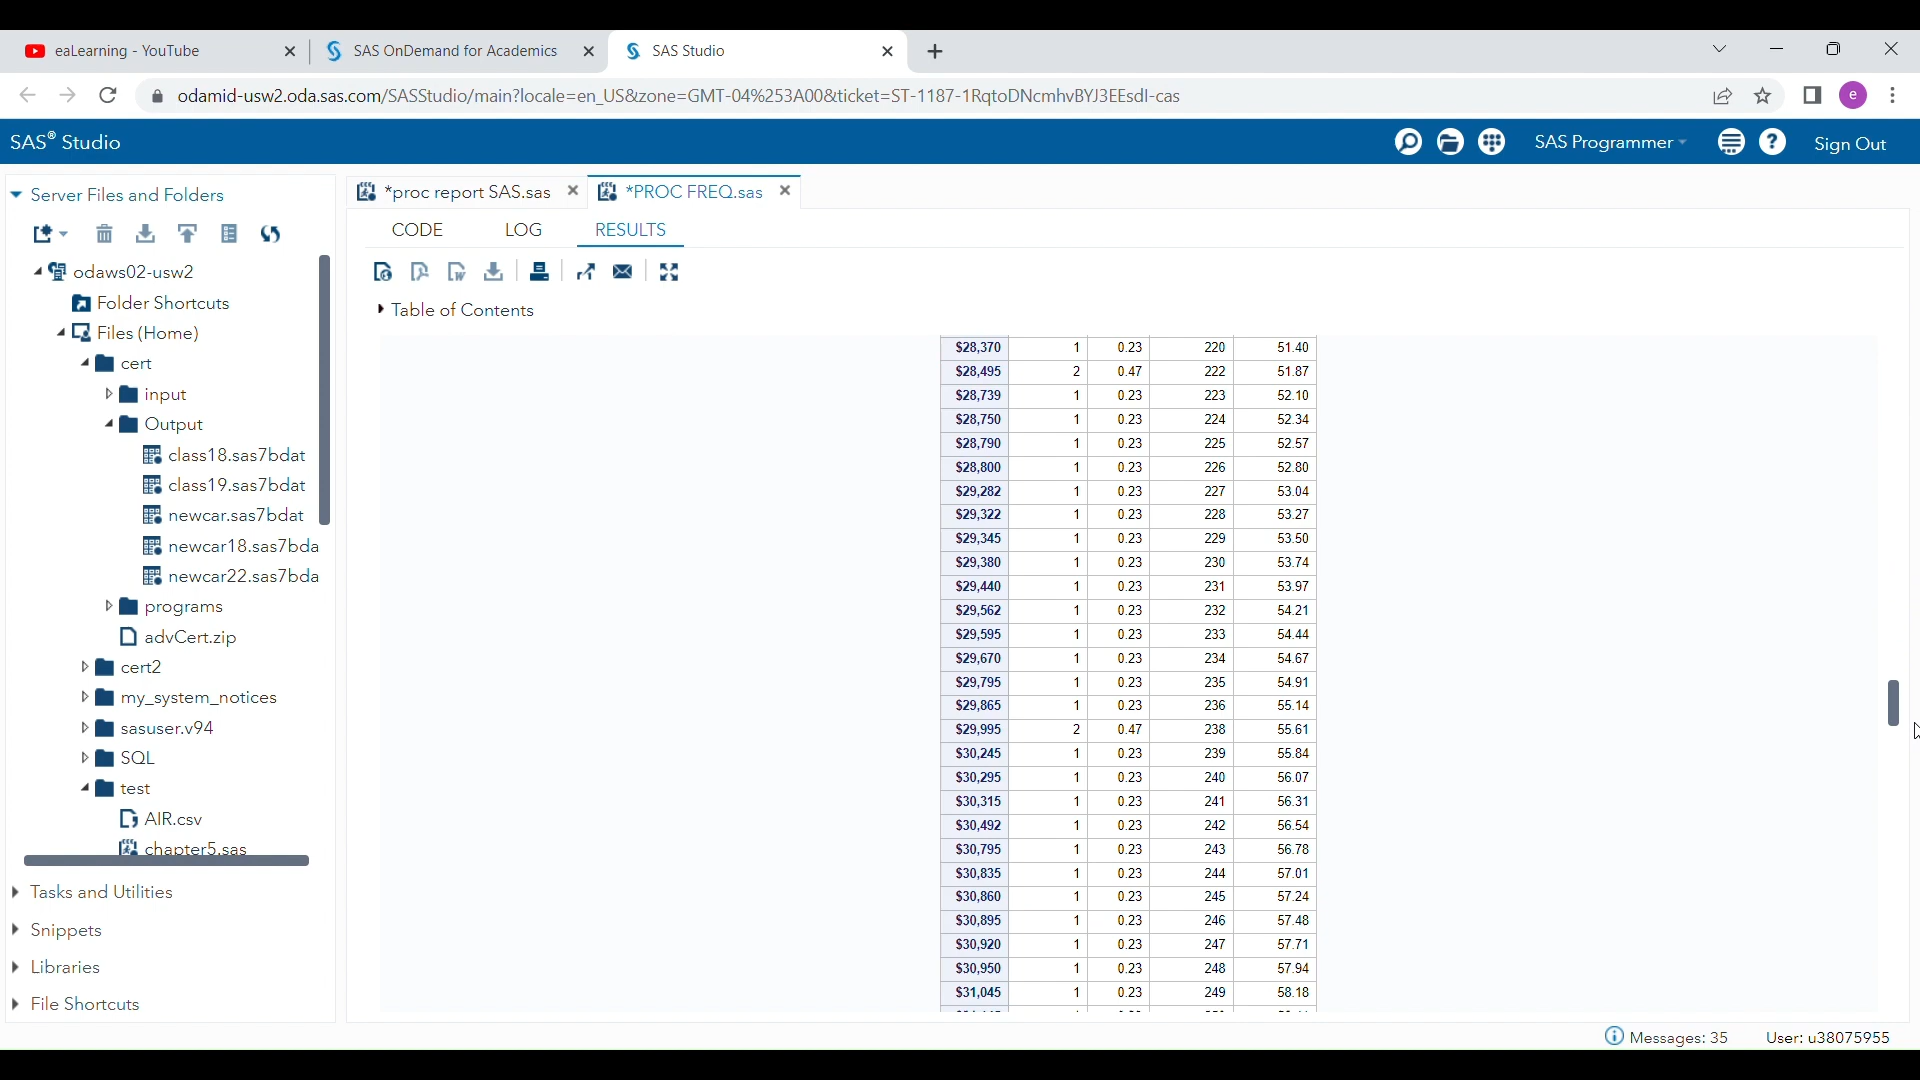 eaLearning - YouTube
SAS OnDemand for Academics
SAS Studio
odamid-usw2.oda.sas.com/SASStudio/main?locale=en_US&zone=GMT-04%253A00&ticket=ST-1187-1RqtoDNcmhvBYJ3EEsdI-cas
e
SAS® Studio
SAS Programmer
Sign Out
Server Files and Folders
odaws02-usw2
Folder Shortcuts
Files (Home)
cert
input
Output
class18.sas7bdat
class19.sas7bdat
newcar.sas7bdat
newcar18.sas7bda
newcar22.sas7bda
programs
advCert.zip
cert2
my_system_notices
sasuser.v94
SQL
test
AIR.csv
chapter5.sas
Tasks and Utilities
Snippets
Libraries
File Shortcuts
*proc report SAS.sas
*PROC FREQ.sas
CODE LOG RESULTS
Table of Contents
$28,370 1 0.23 220 51.40
$28,495 2 0.47 222 51.87
$28,739 1 0.23 223 52.10
$28,750 1 0.23 224 52.34
$28,790 1 0.23 225 52.57
$28,800 1 0.23 226 52.80
$29,282 1 0.23 227 53.04
$29,322 1 0.23 228 53.27
$29,345 1 0.23 229 53.50
$29,380 1 0.23 230 53.74
$29,440 1 0.23 231 53.97
$29,562 1 0.23 232 54.21
$29,595 1 0.23 233 54.44
$29,670 1 0.23 234 54.67
$29,795 1 0.23 235 54.91
$29,865 1 0.23 236 55.14
$29,995 2 0.47 238 55.61
$30,245 1 0.23 239 55.84
$30,295 1 0.23 240 56.07
$30,315 1 0.23 241 56.31
$30,492 1 0.23 242 56.54
$30,795 1 0.23 243 56.78
$30,835 1 0.23 244 57.01
$30,860 1 0.23 245 57.24
$30,895 1 0.23 246 57.48
$30,920 1 0.23 247 57.71
$30,950 1 0.23 248 57.94
$31,045 1 0.23 249 58.18
Messages: 35
User: u38075955